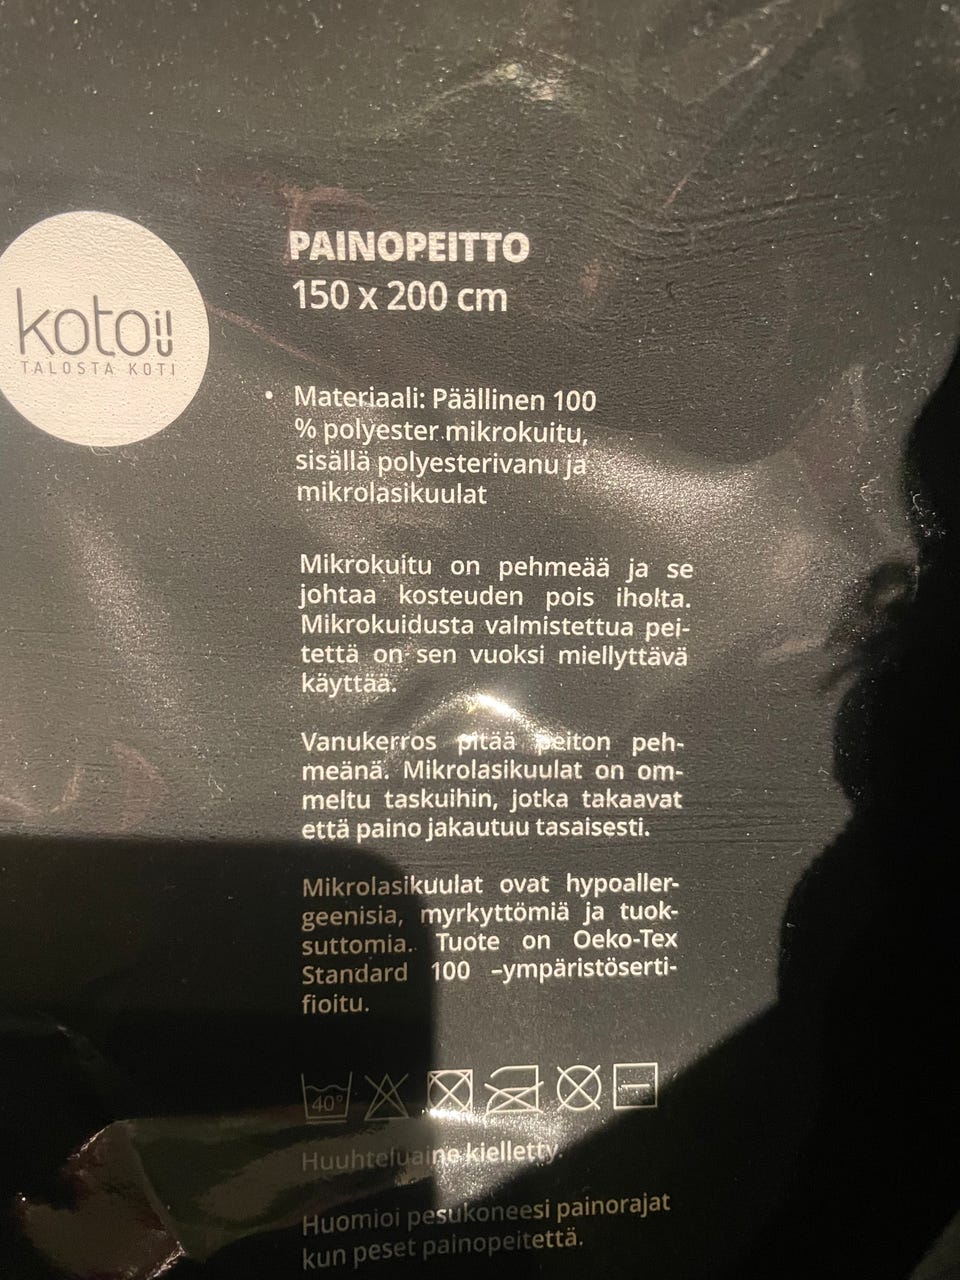 PAINOPEITTO
150 x 200 cm
kotoii
TALOSTA KOTI
• Materiaali: Päällinen 100
% polyester mikrokuitu,
sisällä polyesterivanu ja
mikrolasikuulat
Mikrokuitu on pehmeää ja se
johtaa kosteuden pois iholta.
Mikrokuidusta valmistettua pei-
tettä on sen vuoksi miellyttävä
käyttää.
Vanukerros pitää peiton peh-
meänä. Mikrolasikuulat on om-
meltu taskuihin, jotka takaavat
että paino jakautuu tasaisesti.
Mikrolasikuulat ovat hypoaller-
geenisia, myrkyttömiä ja tuok-
suttomia. Tuote on Oeko-Tex
Standard 100 –ympäristöserti-
fioitu.
40°
Huuhteluaine kielletty.
Huomioi pesukoneesi painorajat
kun peset painopeitettä.